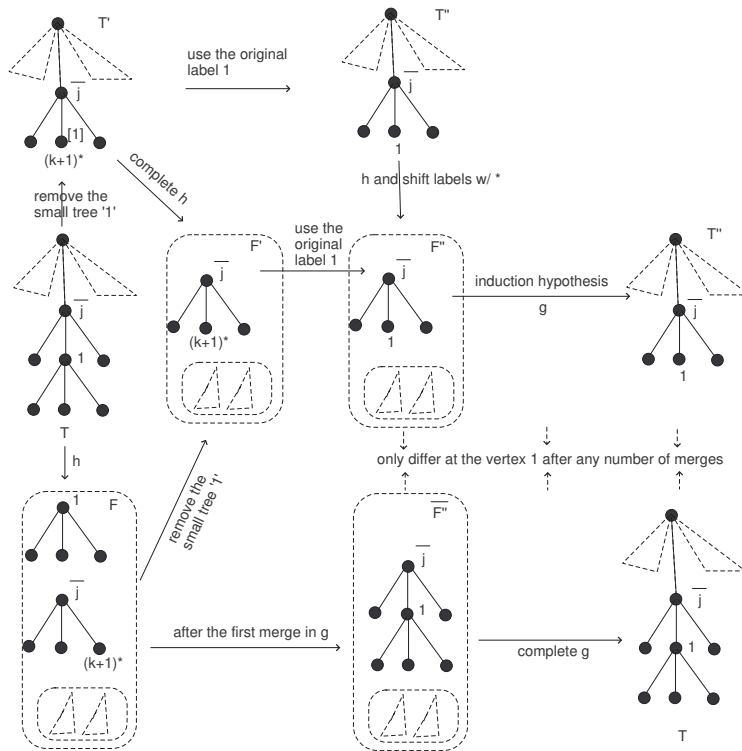 T'
T"
use the original
label 1
j
j
[1]
(k+1)*
1
complete h
h and shift labels w/ *
remove the
small tree '1'
F'
use the
original
label 1
F"
T"
j
j
induction hypothesis
g
j
j
(k+1)*
1
1
1
T
h
only differ at the vertex 1 after any number of merges
1
F
remove the
small tree '1'
F"
j
j
1
j
(k+1)*
after the first merge in g
complete g
1
T